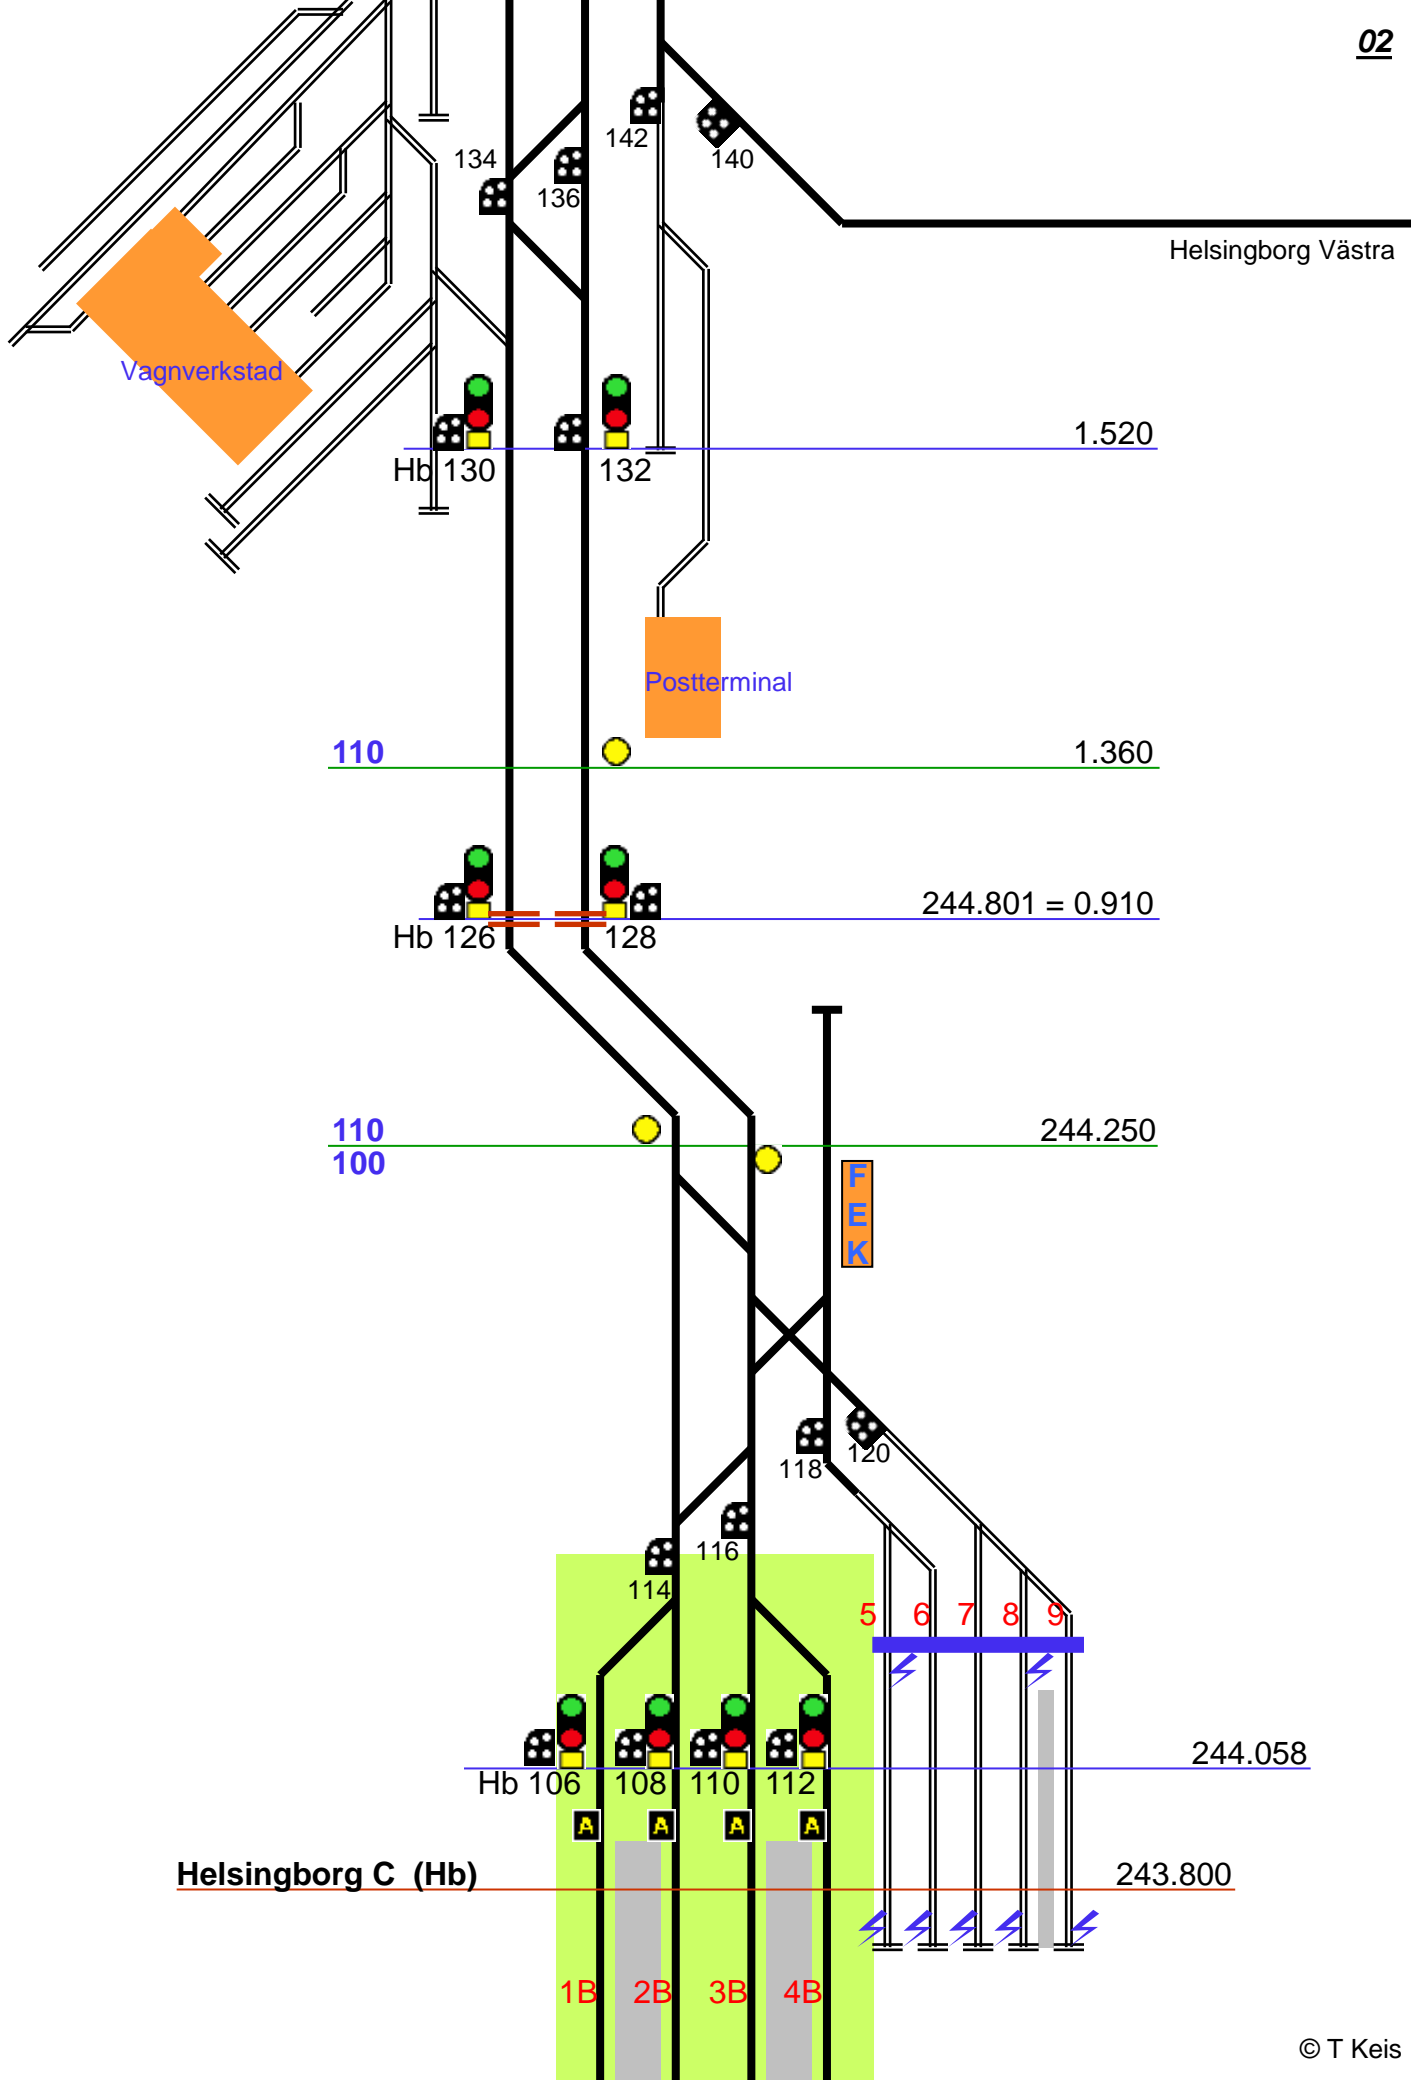 02
142
140
134
136
Helsingborg Västra
Vagnverkstad
1.520
Hb 130
132
Postterminal
110
1.360
244.801 = 0.910
Hb 126
128
110
244.250
100
F
E
K
118
120
116
114
5 6 7 8 9
244.058
Hb 106 108 110 112
A A A A
Helsingborg C (Hb)
243.800
1B 2B 3B 4B
© T Keis